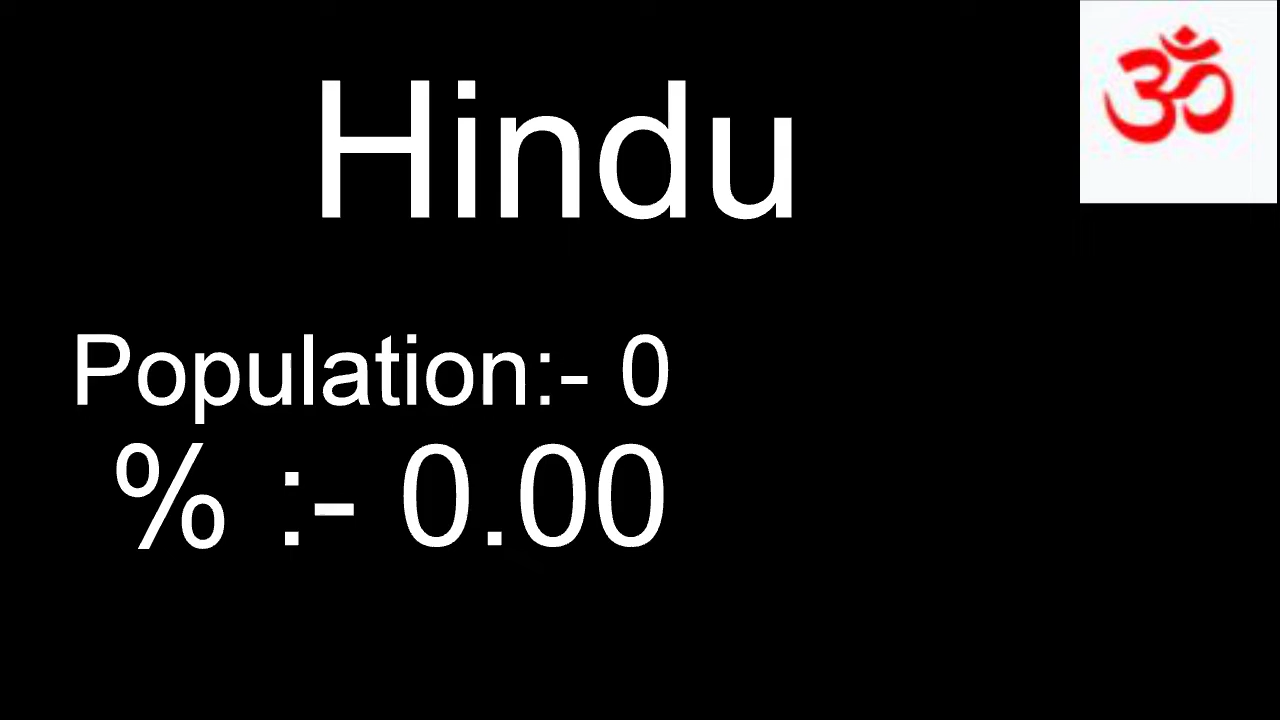 ॐ
Hindu
Population:- 0
% :- 0.00